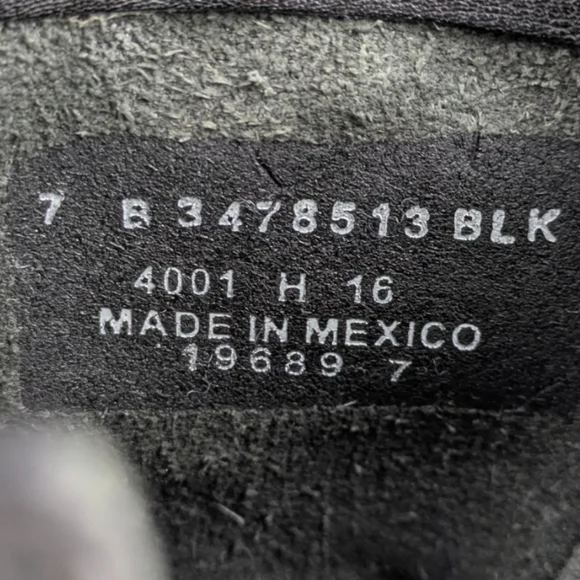 7 B 3478513 BLK
4001 H 16
MADE IN MEXICO
19689 7